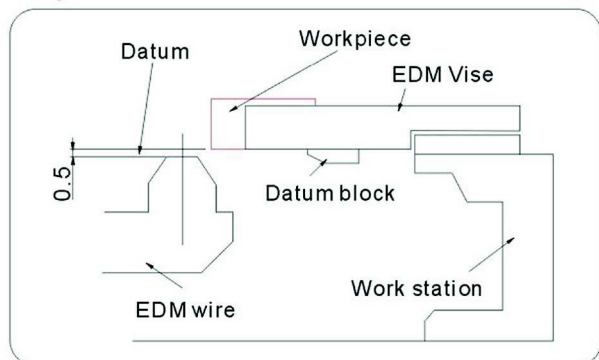 Workpiece
Datum
EDM Vise
0.5
Datum block
Work station
EDM wire